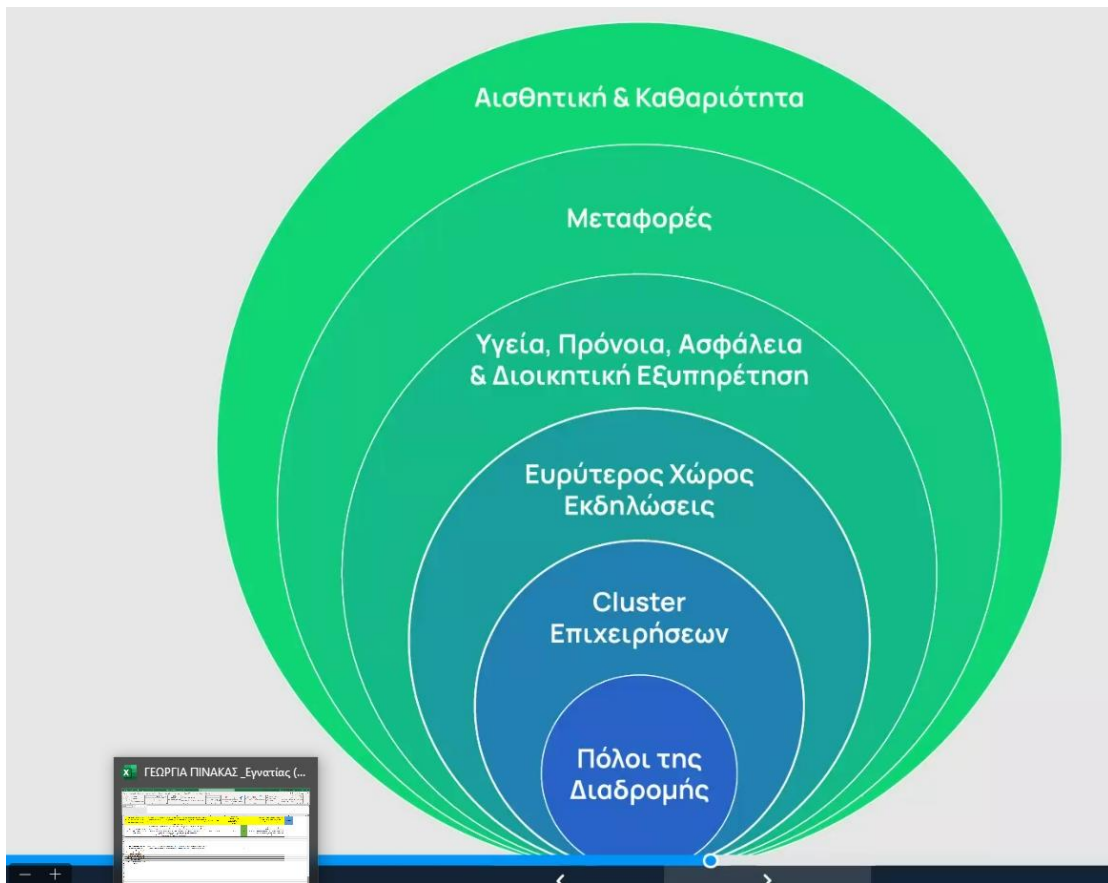 Αισθητική & Καθαριότητα
Μεταφορές
Υγεία, Πρόνοια, Ασφάλεια
& Διοικητική Εξυπηρέτηση
Ευρύτερος Χώρος
Εκδηλώσεις
Cluster
Επιχειρήσεων
Πόλοι της
Διαδρομής
ΓΕΩΡΓΙΑ ΠΙΝΑΚΑΣ _Εγνατίας (...